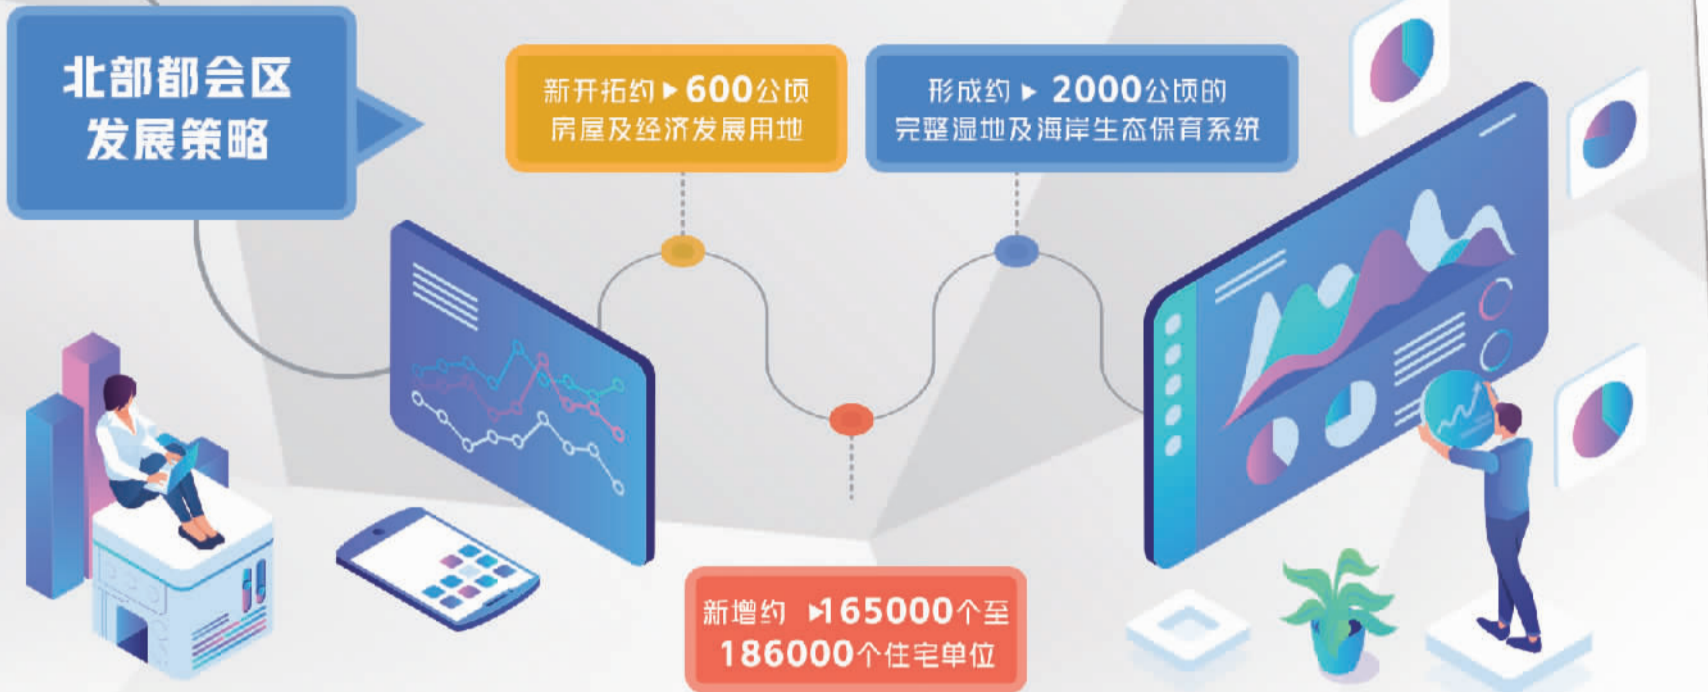 北部都会区
发展策略
新开拓约▶600公顷
房屋及经济发展用地
形成约▶2000公顷的
完整湿地及海岸生态保育系统
新增约▶165000个至
186000个住宅单位